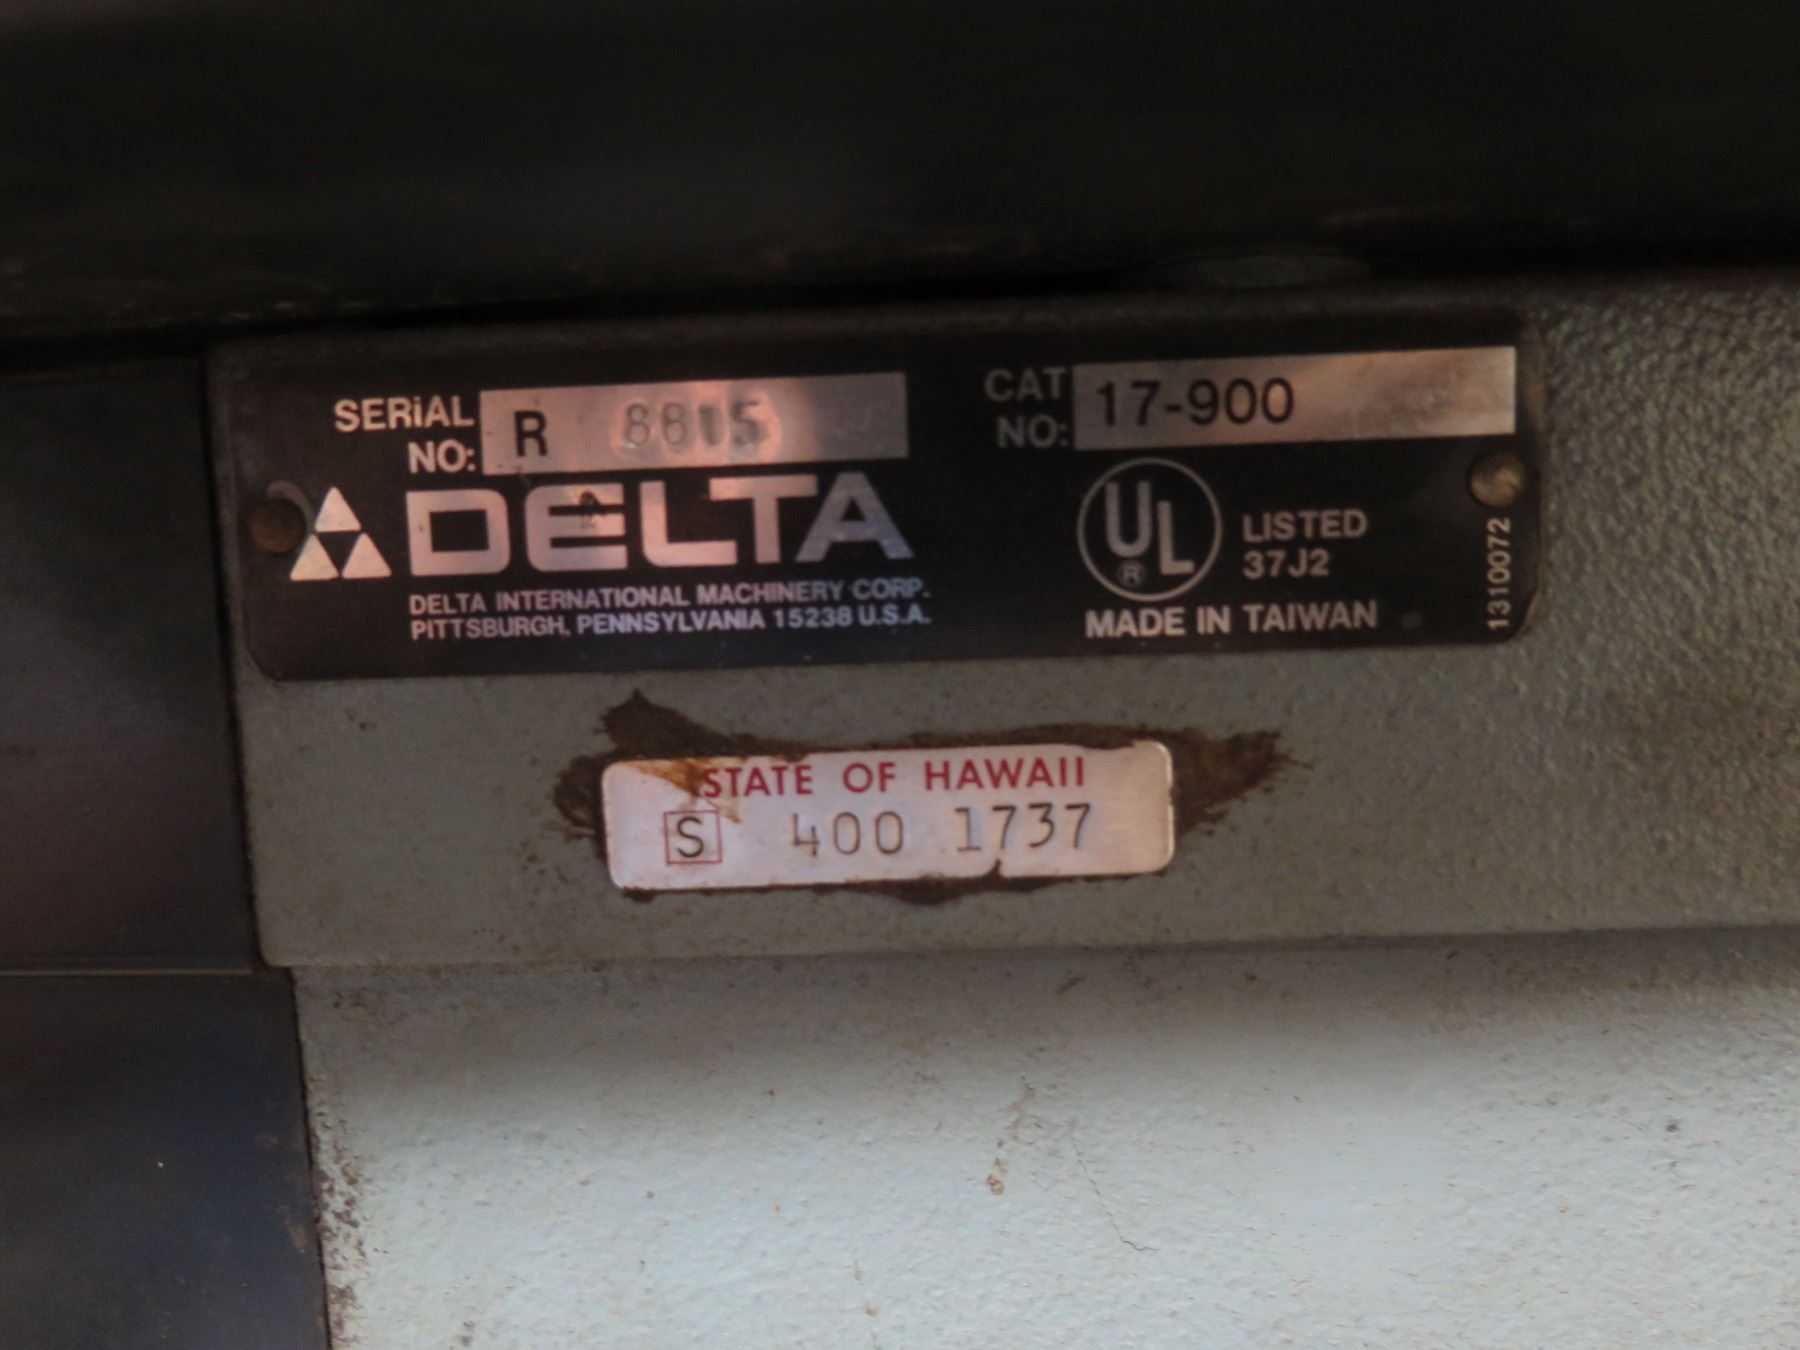 SERIAL NO: R 8815
DELTA
DELTA INTERNATIONAL MACHINERY CORP.
PITTSBURGH, PENNSYLVANIA 15238 U.S.A.
CAT NO: 17-900
UL ®
LISTED
37J2
MADE IN TAIWAN
1310072
STATE OF HAWAII
S 400 1737